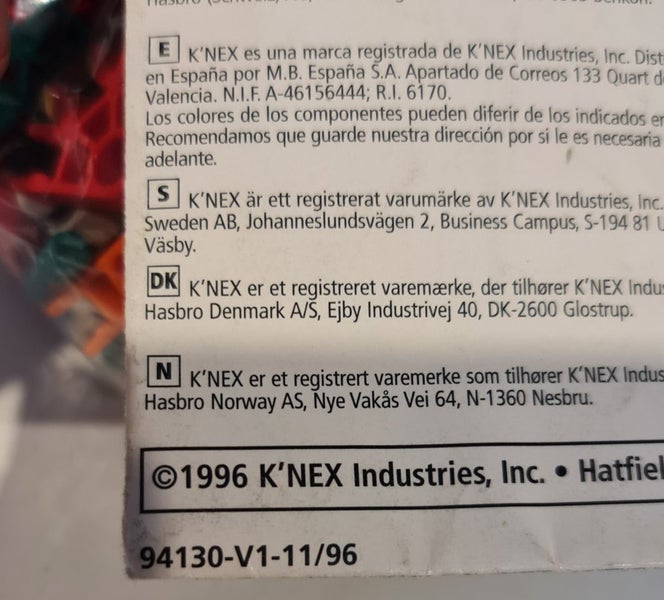 E K'NEX es una marca registrada de K'NEX Industries, Inc.
en España por M.B. España S.A. Apartado de Correos 133 Quart
Valencia. N.I.F. A-46156444; R.I. 6170.
Los colores de los componentes pueden diferir de los indicados
Recomendamos que guarde nuestra dirección por si le es necesaria
adelante.
S K'NEX är ett registrerat varumärke av K'NEX Industries, Inc.
Sweden AB, Johanneslundsvägen 2, Business Campus, S-194 81
Väsby.
DK K'NEX er et registreret varemærke, der tilhører K'NEX
Hasbro Denmark A/S, Ejby Industrivej 40, DK-2600 Glostrup.
N K'NEX er et registrert varemerke som tilhører K'NEX
Hasbro Norway AS, Nye Vakås Vei 64, N-1360 Nesbru.
©1996 K'NEX Industries, Inc. •
94130-V1-11/96